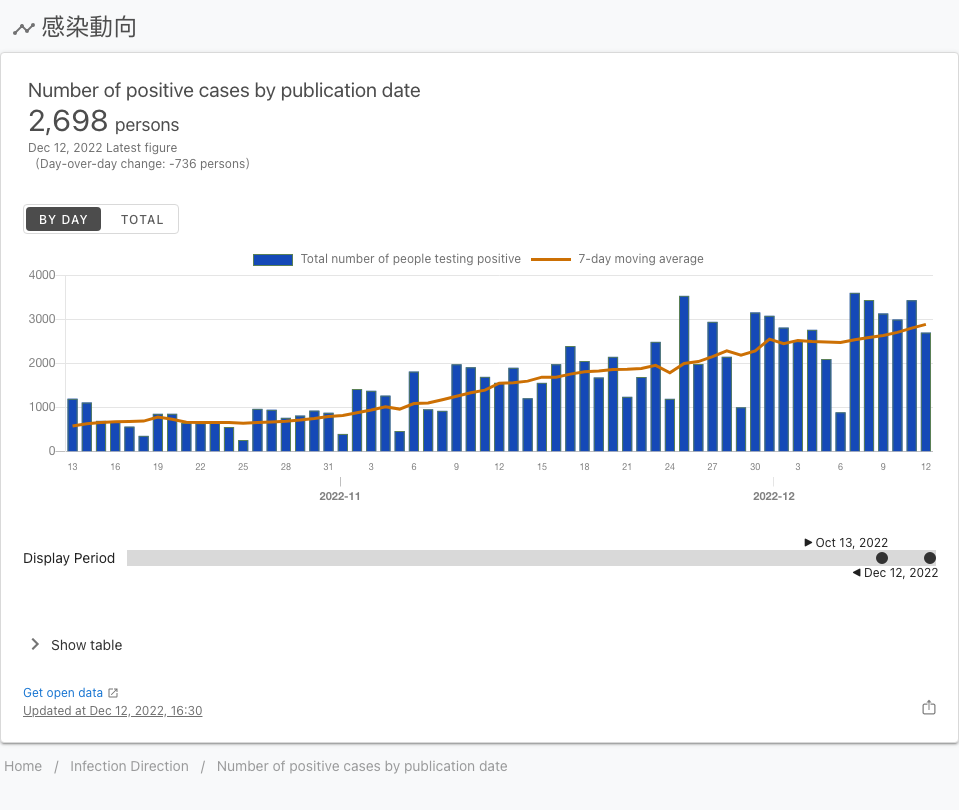 感染動向
Number of positive cases by publication date
2,698 persons
Dec 12, 2022 Latest figure
(Day-over-day change: -736 persons)
BY DAY TOTAL
Total number of people testing positive 7-day moving average
4000
3000
2000
1000
0
13 16 19 22 25 28 31 3 6 9 12 15 18 21 24 27 30 3 6 9 12
2022-11 2022-12
Oct 13, 2022
Display Period
Dec 12, 2022
Show table
Get open data
Updated at Dec 12, 2022, 16:30
Home / Infection Direction / Number of positive cases by publication date